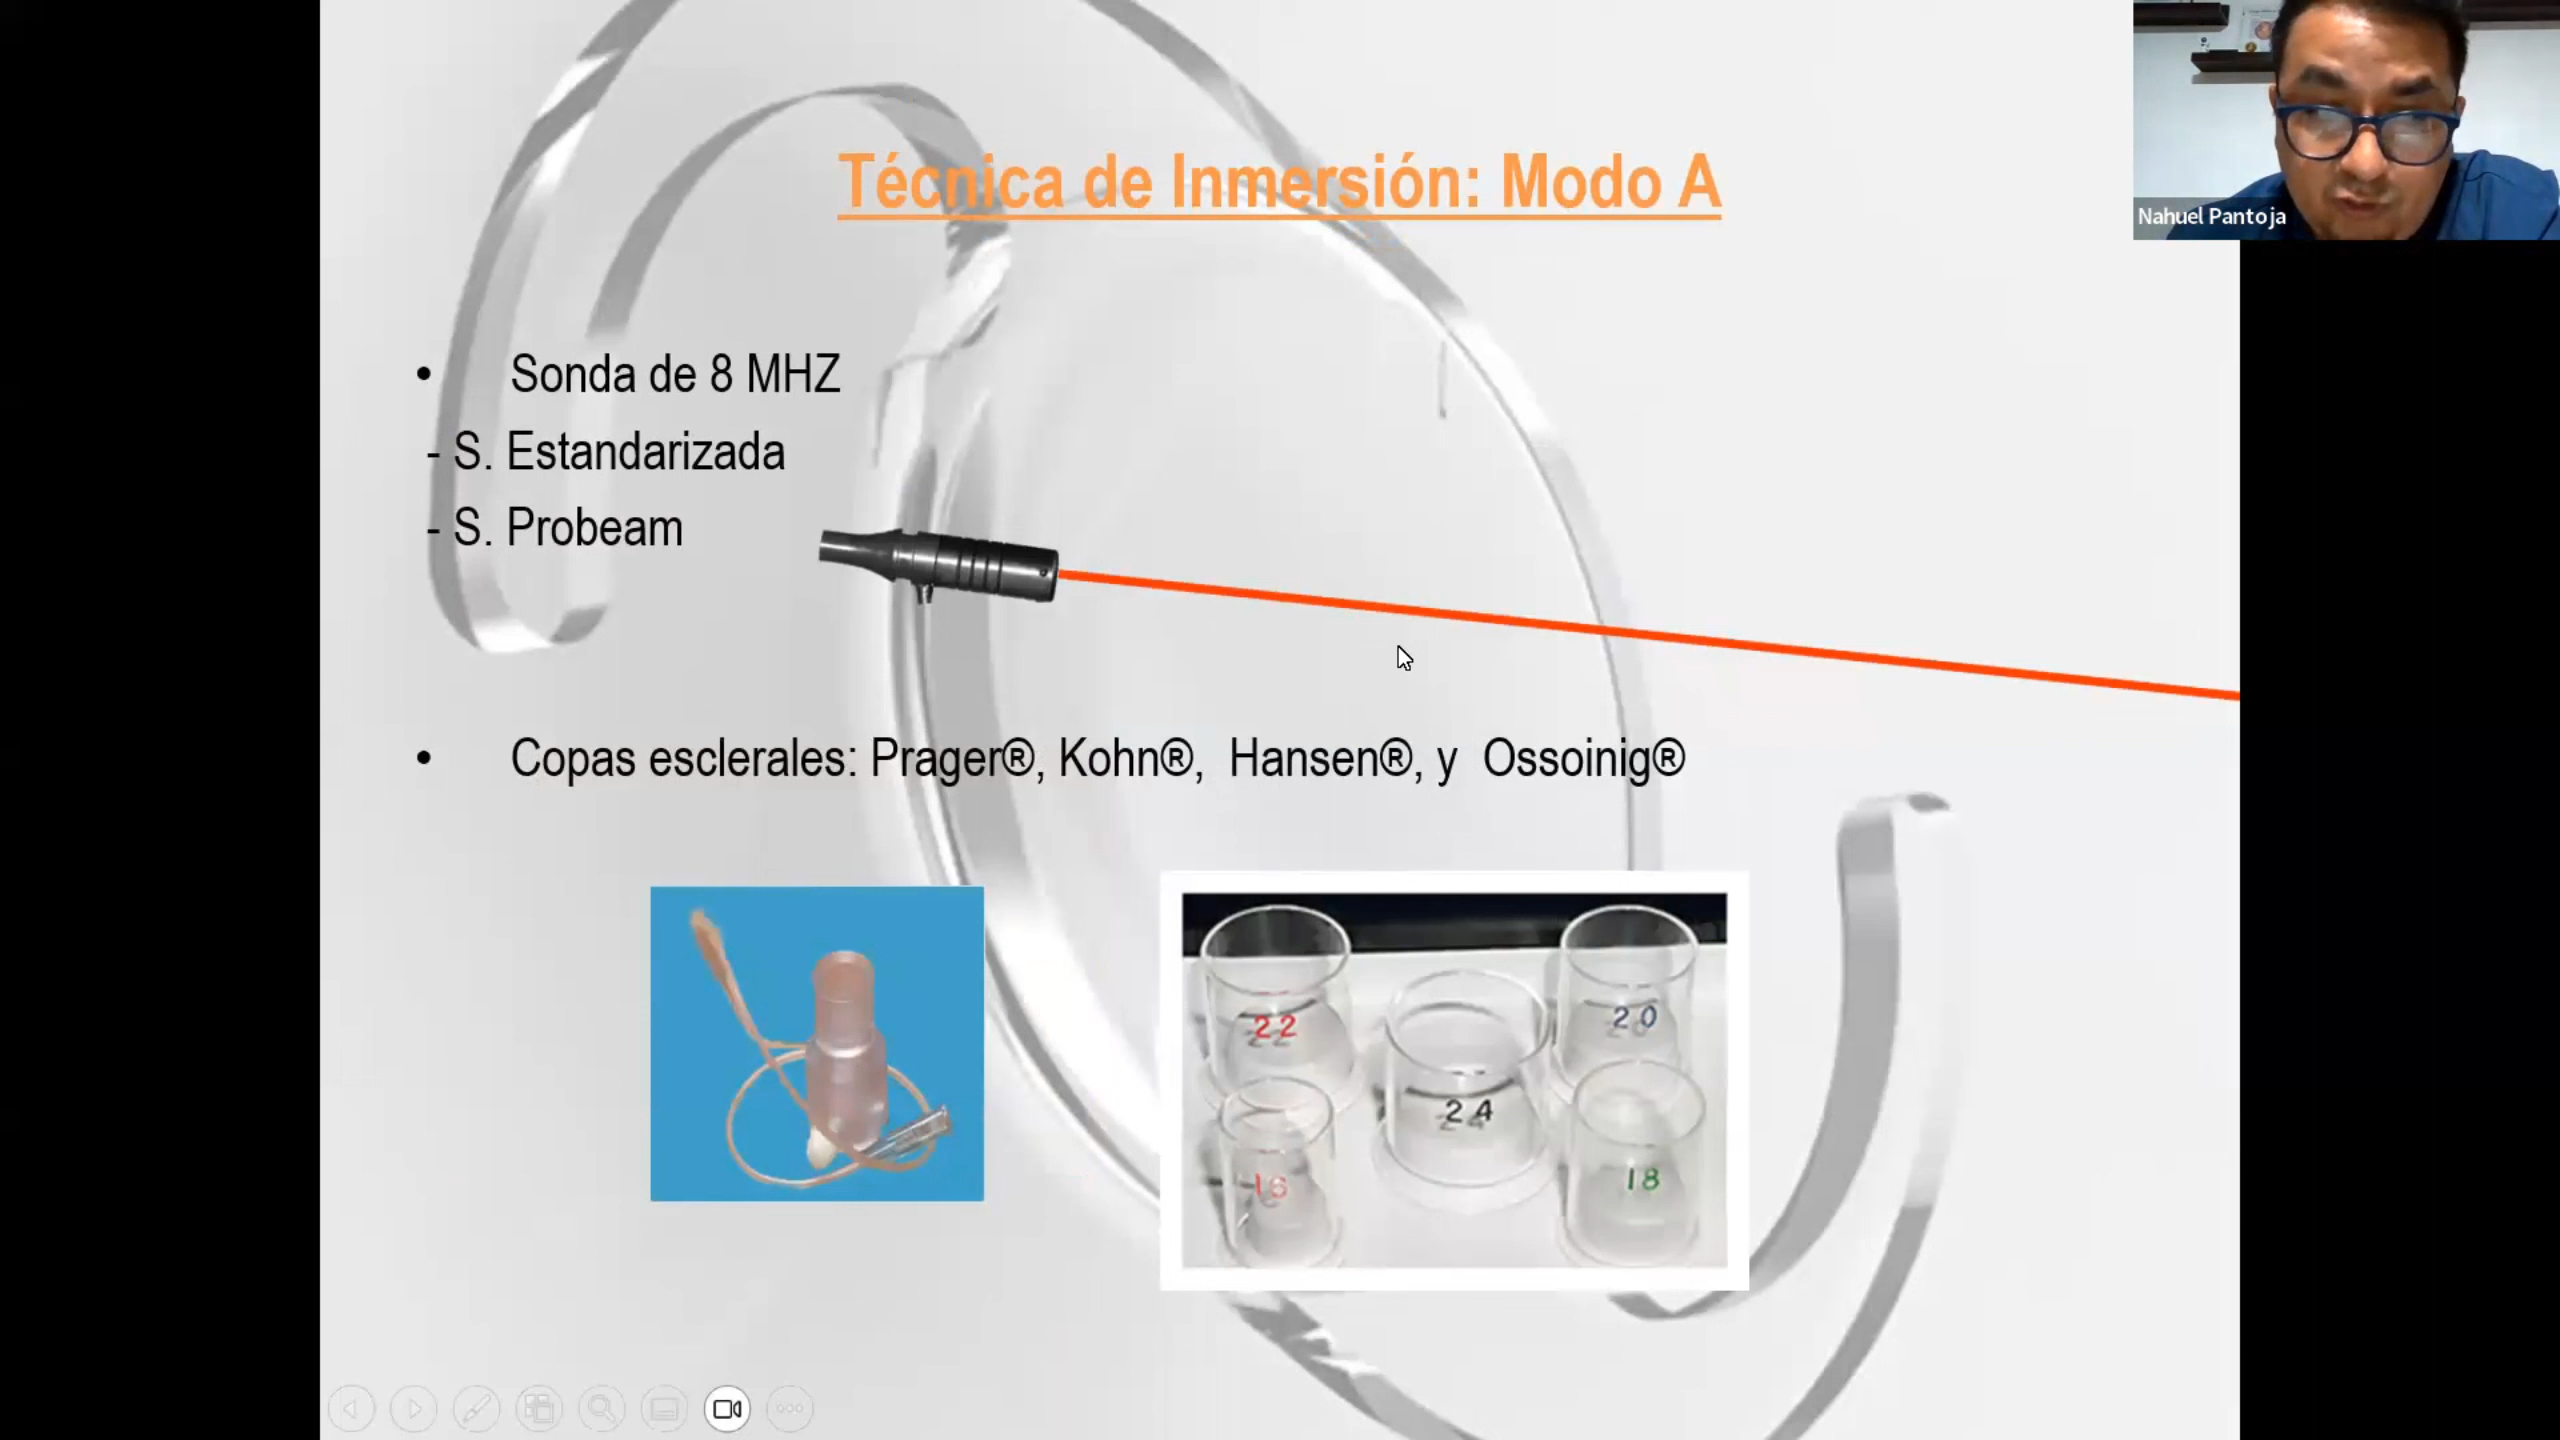 Técnica de Inmersión: Modo A
Nahuel Pantoja
• Sonda de 8 MHZ
- S. Estandarizada
- S. Probeam
• Copas esclerales: Prager®, Kohn®, Hansen®, y Ossoinig®
22
20
24
16
18